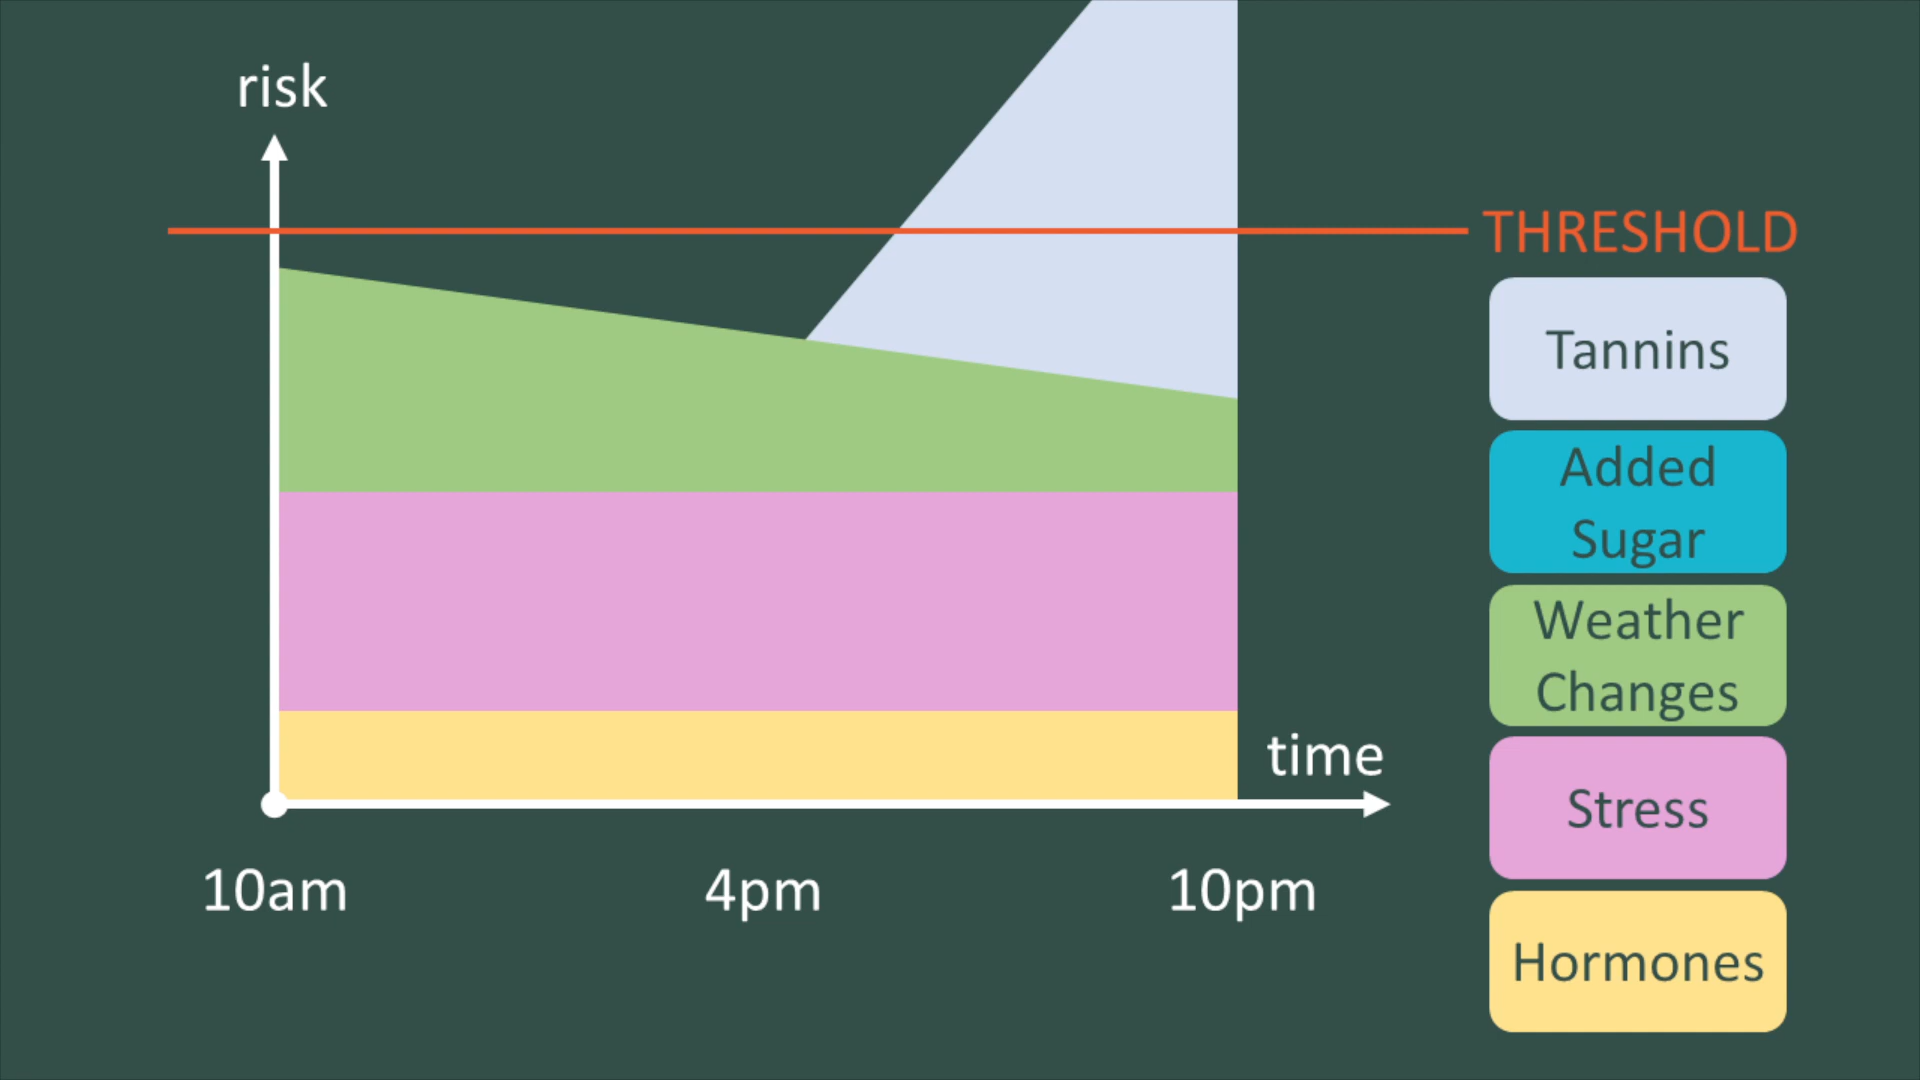 risk
THRESHOLD
Tannins
Added
Sugar
Weather
Changes
Stress
Hormones
time
10am
4pm
10pm